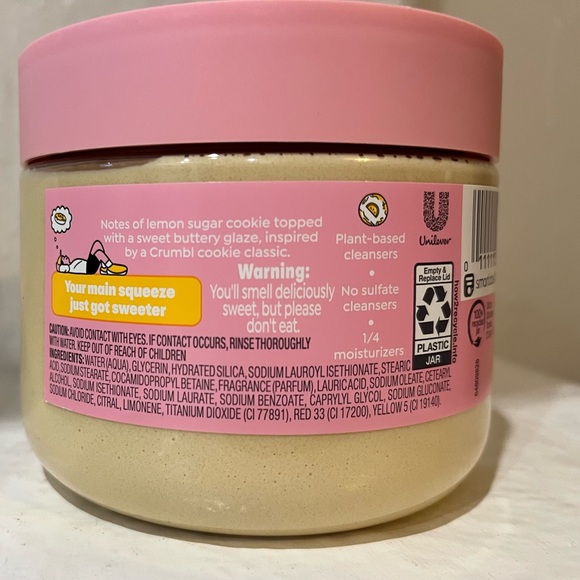 Notes of lemon sugar cookie topped
with a sweet buttery glaze, inspired
by a Crumbl cookie classic.
Your main squeeze
just got sweeter
Warning:
You'll smell deliciously
sweet, but please
don't eat.
Plant-based
cleansers
•
No sulfate
cleansers
•
1/4
moisturizers
Unilever
Empty &
Replace Lid
PLASTIC
JAR
how2recycle.info
CAUTION: AVOID CONTACT WITH EYES. IF CONTACT OCCURS, RINSE THOROUGHLY
WITH WATER. KEEP OUT OF REACH OF CHILDREN
INGREDIENTS: WATER (AQUA), GLYCERIN, HYDRATED SILICA, SODIUM LAUROYL ISETHIONATE, STEARIC
ACID, SODIUM STEARATE, COCAMIDOPROPYL BETAINE, FRAGRANCE (PARFUM), LAURIC ACID, SODIUM OLEATE, CETEARYL
ALCOHOL, SODIUM ISETHIONATE, SODIUM LAURATE, SODIUM BENZOATE, CAPRYLYL GLYCOL, SODIUM GLUCONATE,
SODIUM CHLORIDE, CITRAL, LIMONENE, TITANIUM DIOXIDE (CI 77891), RED 33 (CI 17200), YELLOW 5 (CI 19140).
0